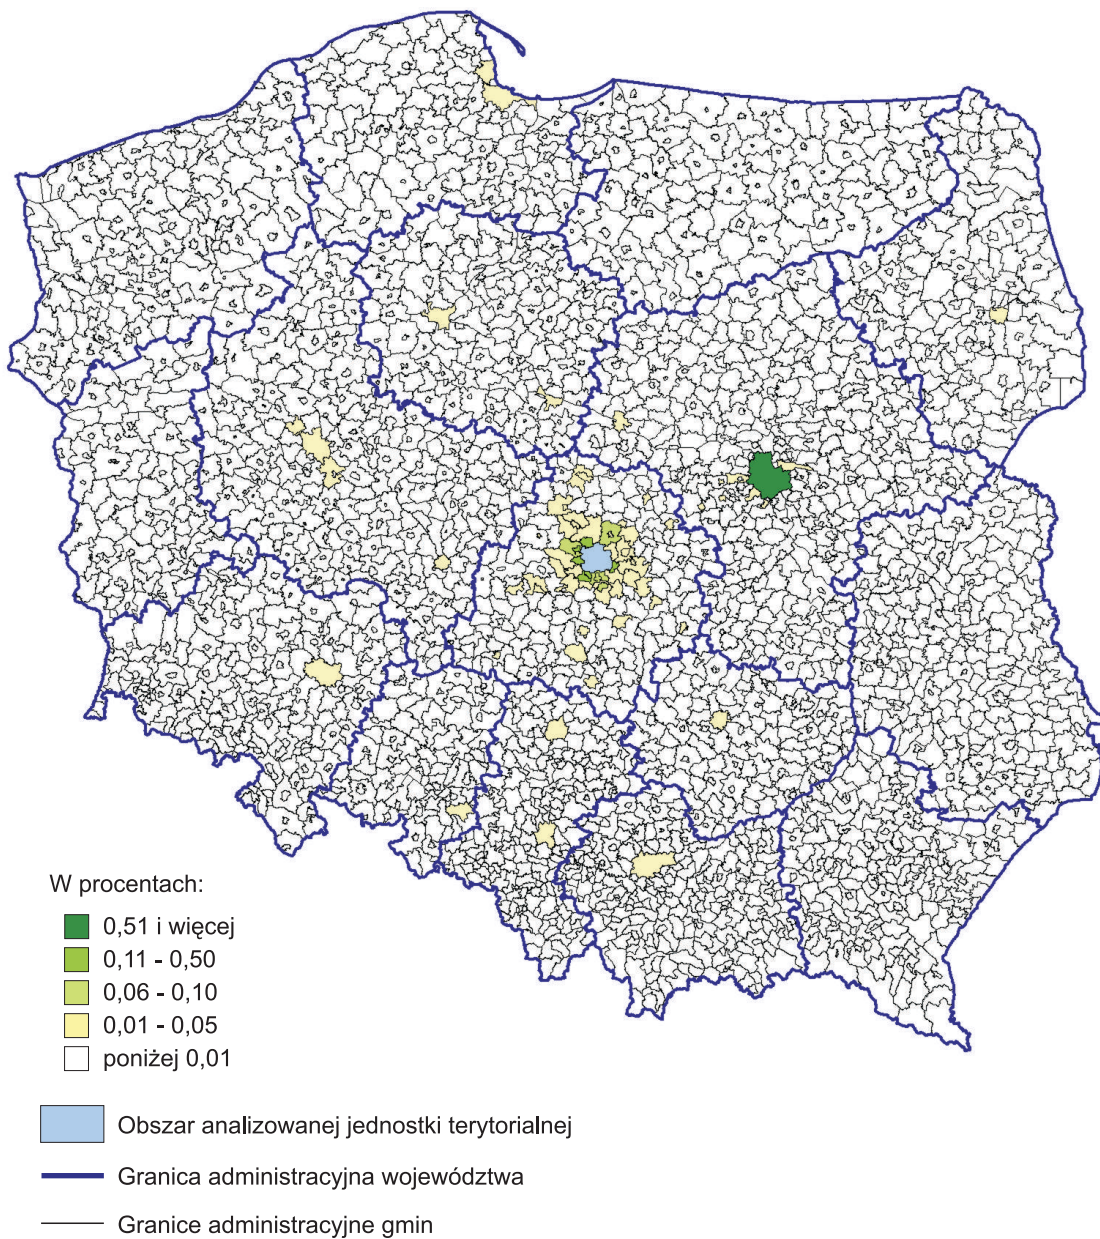 W procentach:
0,51 i więcej
0,11 - 0,50
0,06 - 0,10
0,01 - 0,05
poniżej 0,01
Obszar analizowanej jednostki terytorialnej
Granica administracyjna województwa
Granice administracyjne gmin